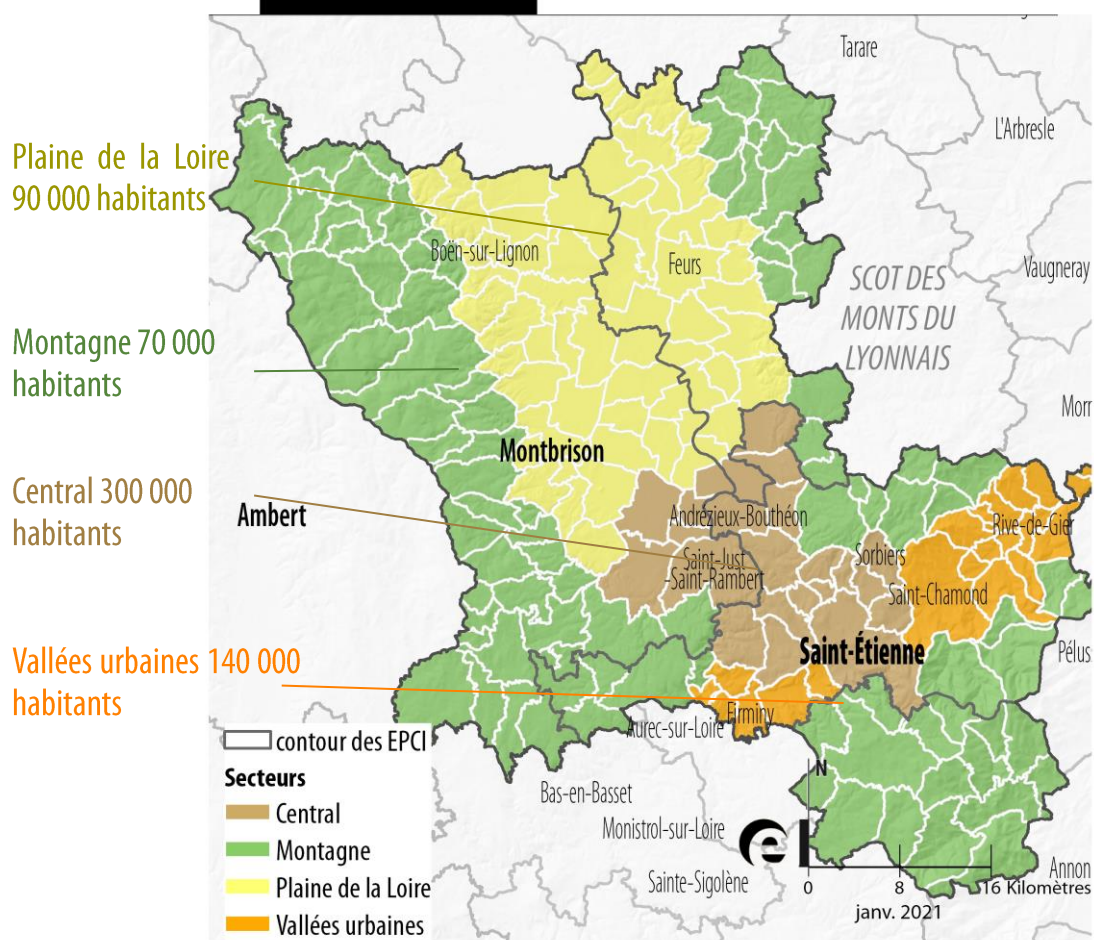 Tarare
L'Arbresle
Plaine de la Loire
90 000 habitants
Boën-sur-Lignon
Feurs
Vaugneray
SCOT DES
MONTS DU
LYONNAIS
Montagne 70 000
habitants
Morr
Montbrison
Central 300 000
habitants
Ambert
Andrézieux-Bouthéon
Rive-de-Gier
Sorbiers
Saint-Just
-Saint-Rambert
Saint-Chamond
Saint-Étienne
Pélus
Vallées urbaines 140 000
habitants
Firminy
Aurec-sur-Loire
contour des EPCI
Secteurs
Central
Montagne
Plaine de la Loire
Vallées urbaines
Bas-en-Basset
Monistrol-sur-Loire
Sainte-Sigolène
N
e
Annon
0 8 16 Kilomètres
janv. 2021